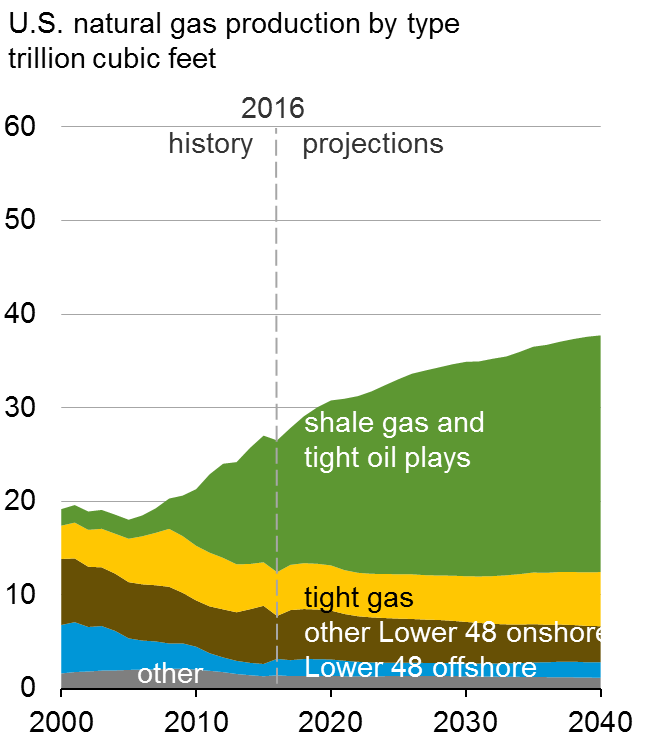 U.S. natural gas production by type
trillion cubic feet
2016
60
history projections
50
40
30
shale gas and
tight oil plays
20
10
tight gas
other Lower 48 onshore
Lower 48 offshore
other
0
2000 2010 2020 2030 2040